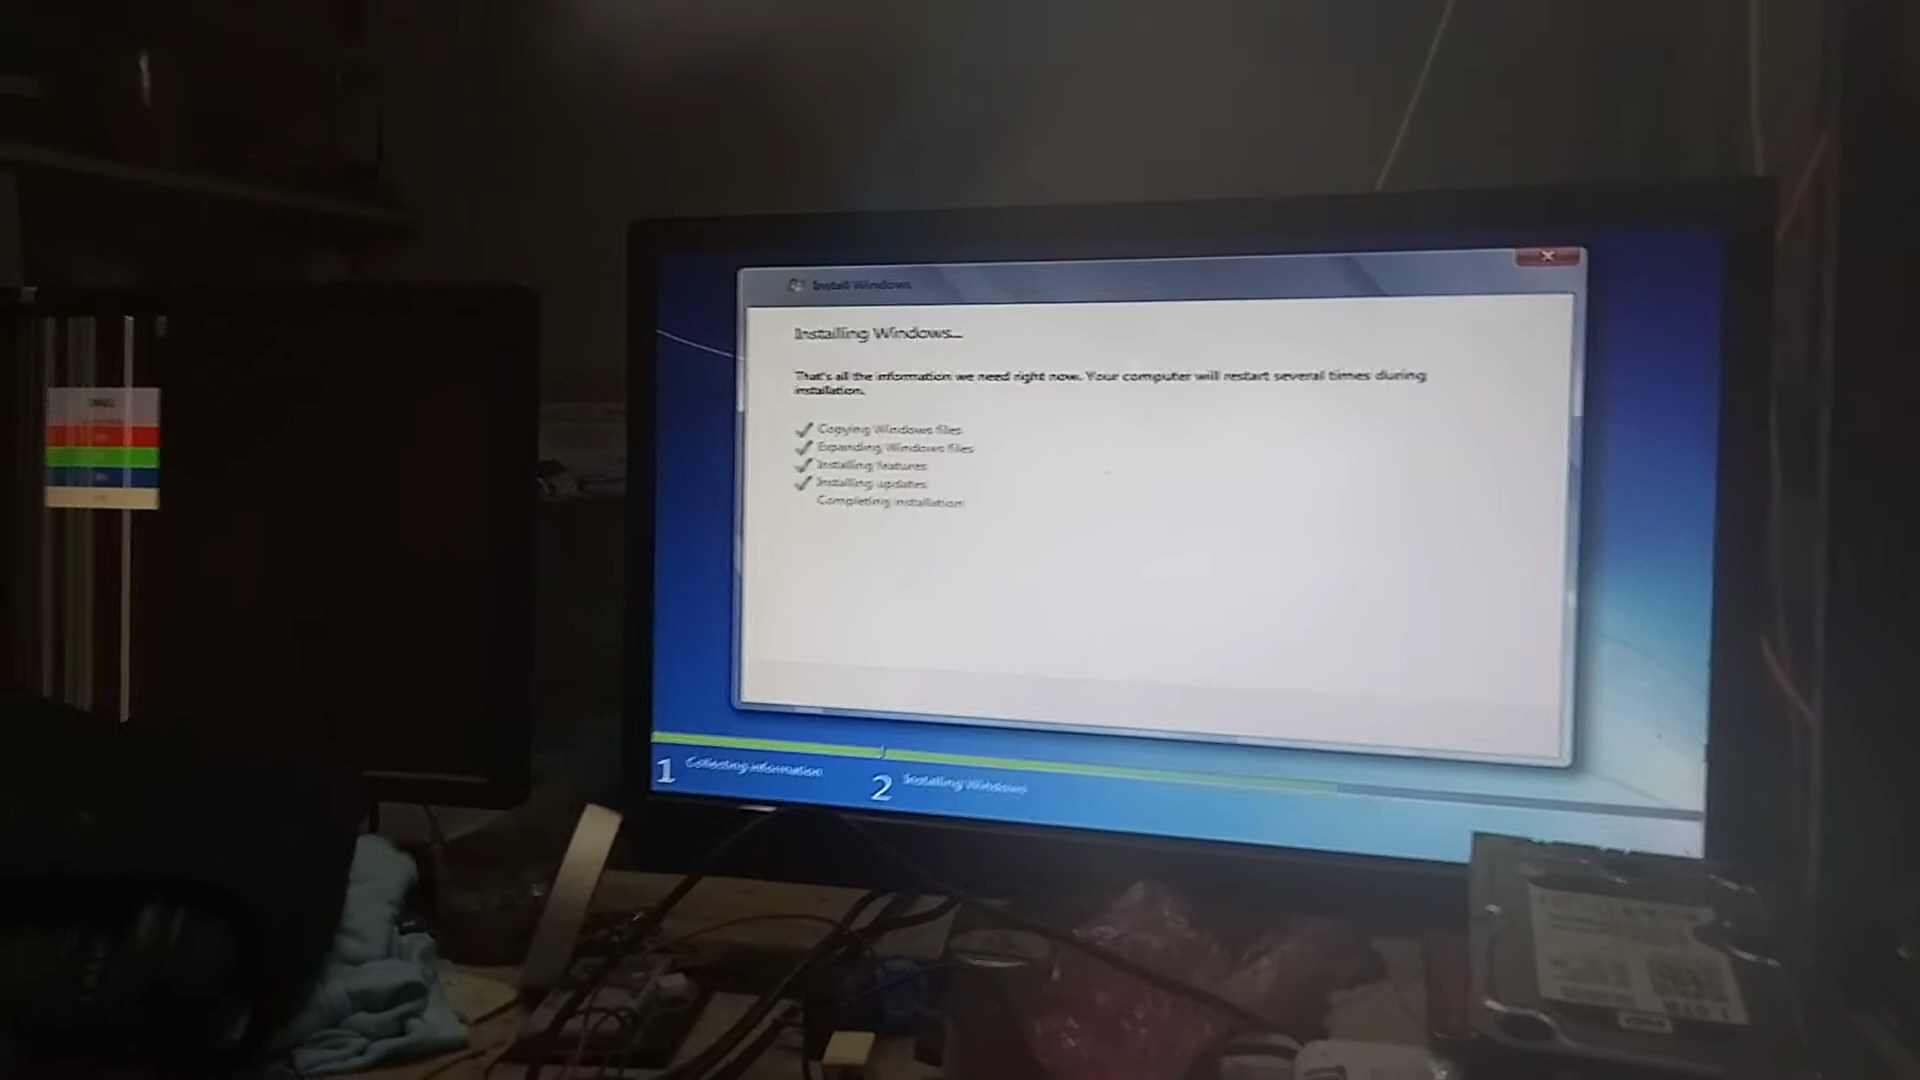 Install Windows
Installing Windows...
That's all the information we need right now. Your computer will restart several times during
installation.
Copying Windows files
Expanding Windows files
Installing features
Installing updates
Completing installation
1 Collecting information
2 Installing Windows